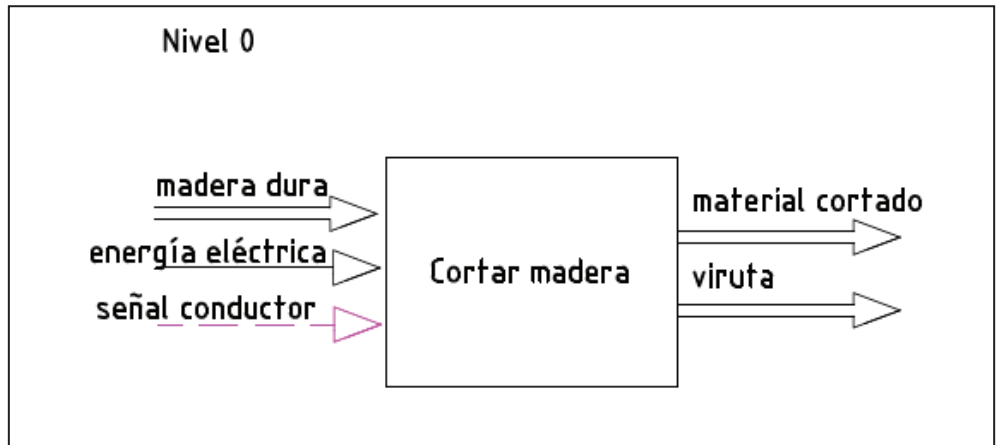 Nivel 0
madera dura
energía eléctrica
señal conductor
Cortar madera
material cortado
viruta